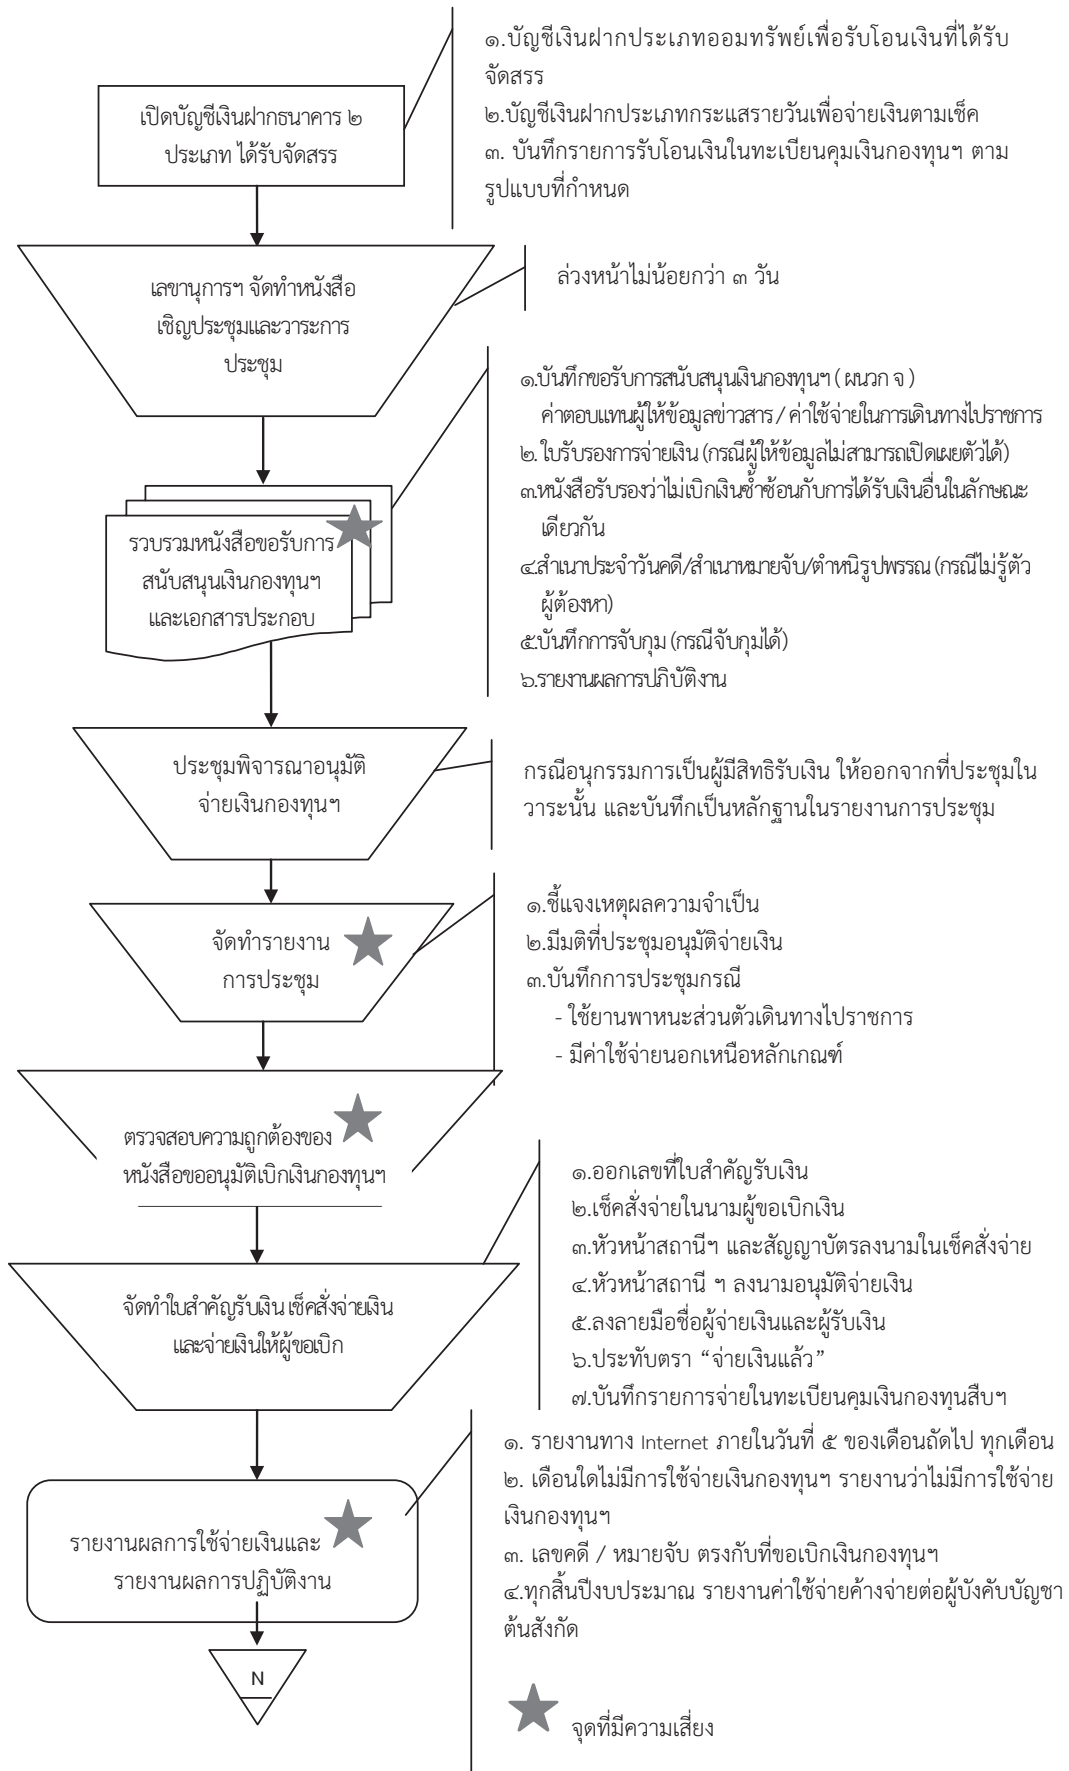 ๑.บัญชีเงินฝากประเภทออมทรัพย์เพื่อรับโอนเงินที่ได้รับ
จัดสรร
๒.บัญชีเงินฝากประเภทกระแสรายวันเพื่อจ่ายเงินตามเช็ค
๓. บันทึกรายการรับโอนเงินในทะเบียนคุมเงินกองทุนฯ ตาม
รูปแบบที่กำหนด
เปิดบัญชีเงินฝากธนาคาร ๒
ประเภท ได้รับจัดสรร
เลขานุการฯ จัดทำหนังสือ
เชิญประชุมและวาระการ
ประชุม
ล่วงหน้าไม่น้อยกว่า ๓ วัน
รวบรวมหนังสือขอรับการ
สนับสนุนเงินกองทุนฯ
และเอกสารประกอบ
๑.บันทึกขอรับการสนับสนุนเงินกองทุนฯ ( ผนวก จ )
ค่าตอบแทนผู้ให้ข้อมูลข่าวสาร / ค่าใช้จ่ายในการเดินทางไปราชการ
๒. ใบรับรองการจ่ายเงิน (กรณีผู้ให้ข้อมูลไม่สามารถเปิดเผยตัวได้)
๓.หนังสือรับรองว่าไม่เบิกเงินซ้ำซ้อนกับการได้รับเงินอื่นในลักษณะ
เดียวกัน
๔.สำเนาประจำวันคดี/สำเนาหมายจับ/ตำหนิรูปพรรณ (กรณีไม่รู้ตัว
ผู้ต้องหา)
๕.บันทึกการจับกุม (กรณีจับกุมได้)
๖.รายงานผลการปฏิบัติงาน
ประชุมพิจารณาอนุมัติ
จ่ายเงินกองทุนฯ
กรณีอนุกรรมการเป็นผู้มีสิทธิรับเงิน ให้ออกจากที่ประชุมใน
วาระนั้น และบันทึกเป็นหลักฐานในรายงานการประชุม
จัดทำรายงาน
การประชุม
๑.ชี้แจงเหตุผลความจำเป็น
๒.มีมติที่ประชุมอนุมัติจ่ายเงิน
๓.บันทึกการประชุมกรณี
- ใช้ยานพาหนะส่วนตัวเดินทางไปราชการ
- มีค่าใช้จ่ายนอกเหนือหลักเกณฑ์
ตรวจสอบความถูกต้องของ
หนังสือขออนุมัติเบิกเงินกองทุนฯ
จัดทำใบสำคัญรับเงิน เช็คสั่งจ่ายเงิน
และจ่ายเงินให้ผู้ขอเบิก
๑.ออกเลขที่ใบสำคัญรับเงิน
๒.เช็คสั่งจ่ายในนามผู้ขอเบิกเงิน
๓.หัวหน้าสถานีฯ และสัญญาบัตรลงนามในเช็คสั่งจ่าย
๔.หัวหน้าสถานี ฯ ลงนามอนุมัติจ่ายเงิน
๕.ลงลายมือชื่อผู้จ่ายเงินและผู้รับเงิน
๖.ประทับตรา “จ่ายเงินแล้ว”
๗.บันทึกรายการจ่ายในทะเบียนคุมเงินกองทุนสืบฯ
รายงานผลการใช้จ่ายเงินและ
รายงานผลการปฏิบัติงาน
๑. รายงานทาง Internet ภายในวันที่ ๕ ของเดือนถัดไป ทุกเดือน
๒. เดือนใดไม่มีการใช้จ่ายเงินกองทุนฯ รายงานว่าไม่มีการใช้จ่าย
เงินกองทุนฯ
๓. เลขคดี / หมายจับ ตรงกับที่ขอเบิกเงินกองทุนฯ
๔.ทุกสิ้นปีงบประมาณ รายงานค่าใช้จ่ายค้างจ่ายต่อผู้บังคับบัญชา
ต้นสังกัด
N
จุดที่มีความเสี่ยง